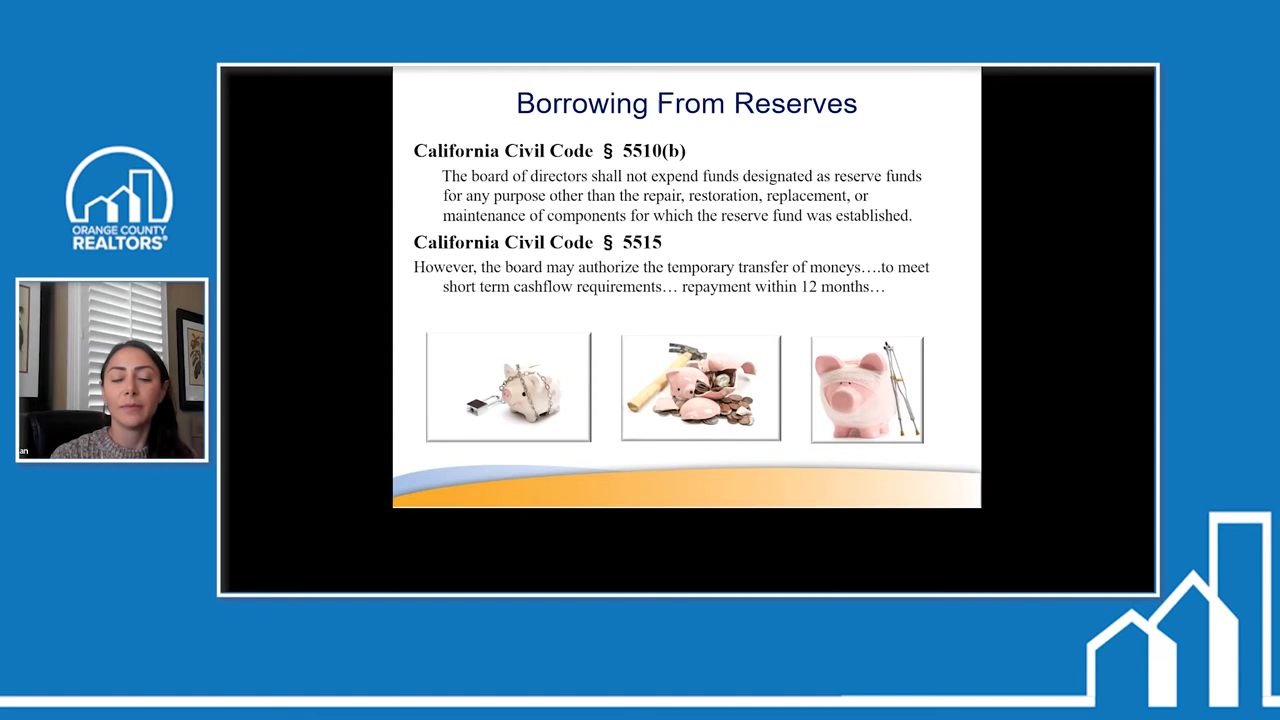 Borrowing From Reserves
California Civil Code § 5510(b)
The board of directors shall not expend funds designated as reserve funds
for any purpose other than the repair, restoration, replacement, or
maintenance of components for which the reserve fund was established.
California Civil Code § 5515
However, the board may authorize the temporary transfer of moneys….to meet
short term cashflow requirements… repayment within 12 months…
ORANGE COUNTY
REALTORS®
an